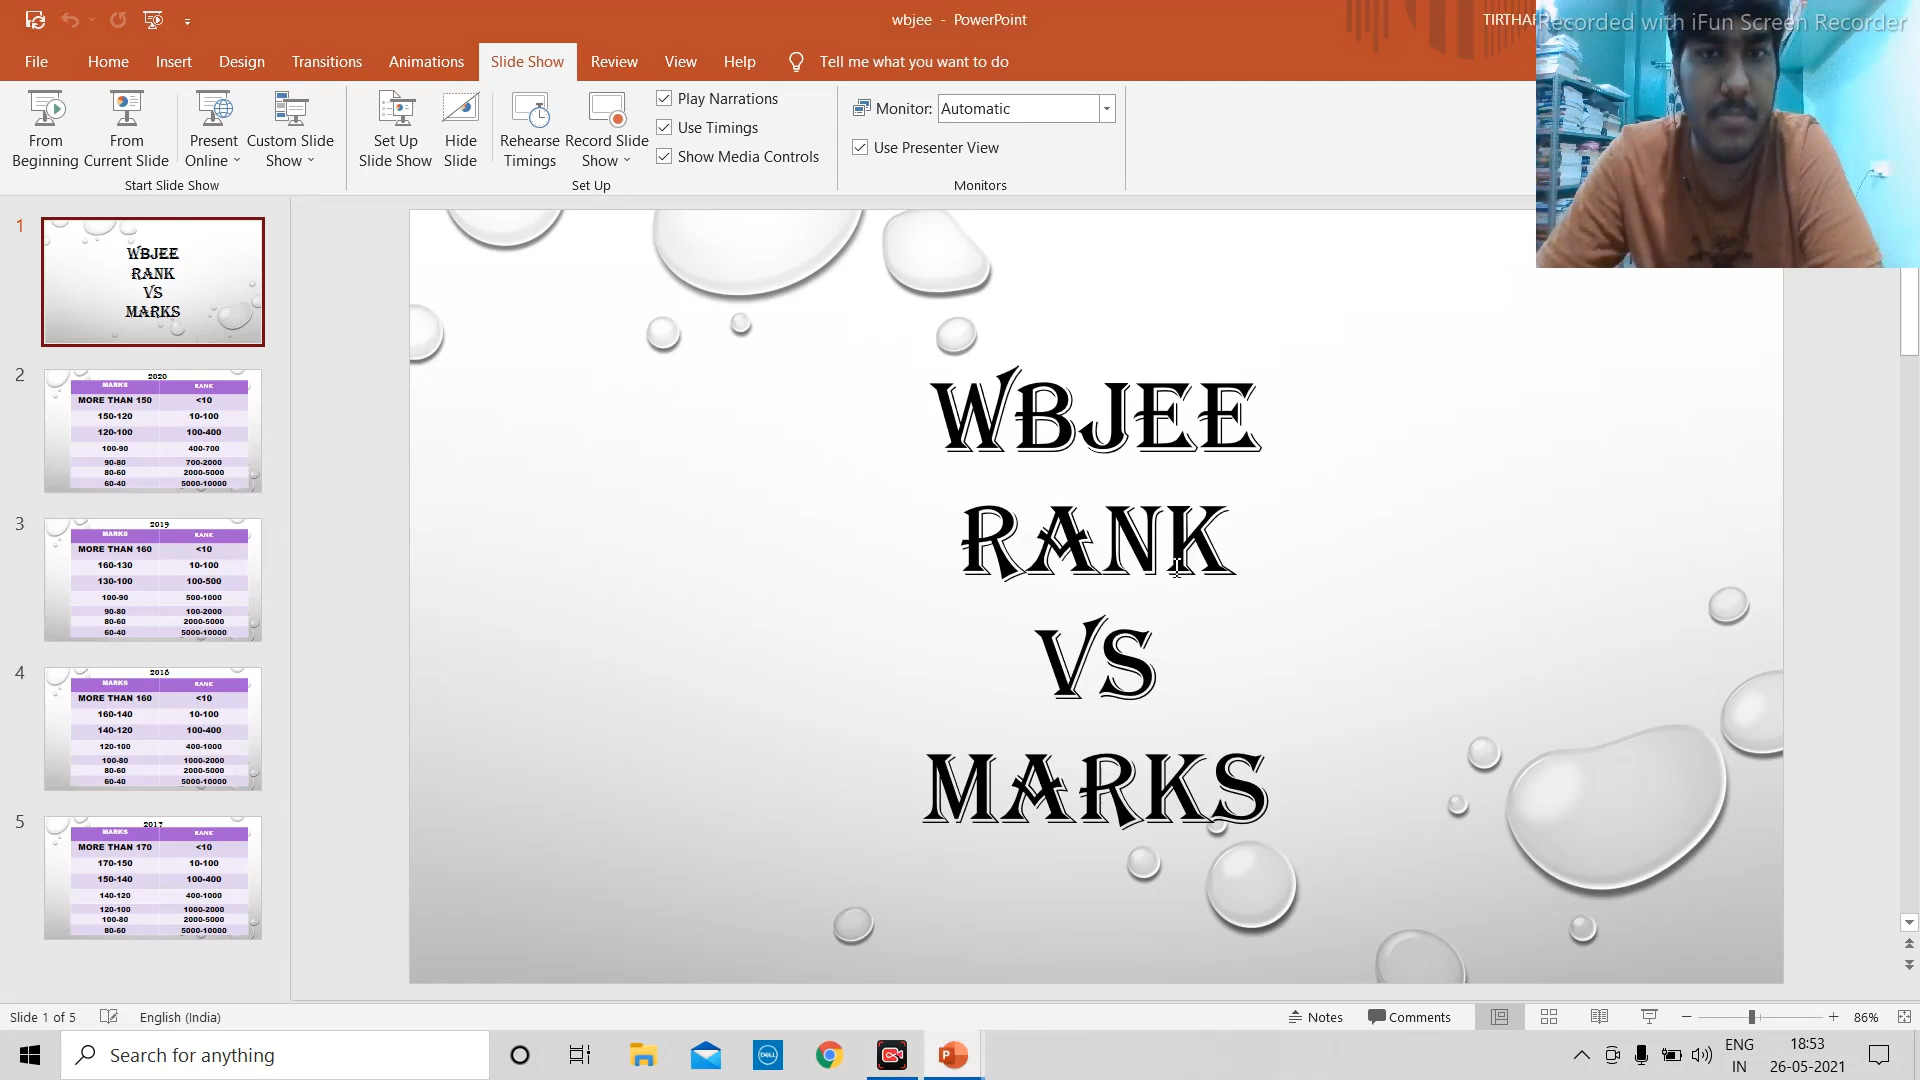 wbjee - PowerPoint
TIRTHA
Recorded with iFun Screen Recorder
File Home Insert Design Transitions Animations Slide Show Review View Help Tell me what you want to do
From Beginning
From Current Slide
Present Online
Custom Slide Show
Set Up Slide Show
Hide Slide
Rehearse Timings
Record Slide Show
Play Narrations
Use Timings
Show Media Controls
Monitor: Automatic
Use Presenter View
Start Slide Show
Set Up
Monitors
1
WBJEE
RANK
VS
MARKS
2
2020
MARKS RANK
MORE THAN 150 <10
150-120 10-100
120-100 100-400
100-90 400-700
90-80 700-2000
80-60 2000-5000
60-40 5000-10000
3
2019
MARKS RANK
MORE THAN 160 <10
160-130 10-100
130-100 100-500
100-90 500-1000
90-80 100-2000
80-60 2000-5000
60-40 5000-10000
4
2018
MARKS RANK
MORE THAN 160 <10
160-140 10-100
140-120 100-400
120-100 400-1000
100-80 1000-2000
80-60 2000-5000
60-40 5000-10000
5
2017
MARKS RANK
MORE THAN 170 <10
170-150 10-100
150-140 100-400
140-120 400-1000
120-100 1000-2000
100-80 2000-5000
80-60 5000-10000
WBJEE
RANK
VS
MARKS
Slide 1 of 5 English (India) Notes Comments 86%
Search for anything
DELL
ENG
IN
18:53
26-05-2021